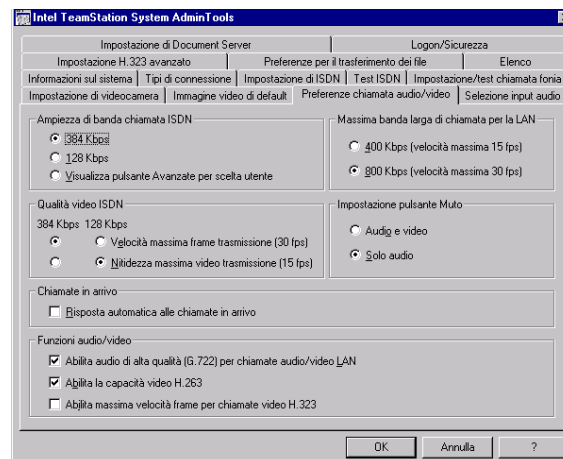 Intel TeamStation System AdminTools
Impostazione di Document Server
Logon/Sicurezza
Impostazione H.323 avanzato
Preferenze per il trasferimento dei file
Elenco
Informazioni sul sistema
Tipi di connessione
Impostazione di ISDN
Test ISDN
Impostazione/test chiamata fonia
Impostazione di videocamera
Immagine video di default
Preferenze chiamata audio/video
Selezione input audio
Ampiezza di banda chiamata ISDN
384 Kbps
128 Kbps
Visualizza pulsante Avanzate per scelta utente
Massima banda larga di chiamata per la LAN
400 Kbps (velocità massima 15 fps)
800 Kbps (velocità massima 30 fps)
Qualità video ISDN
384 Kbps 128 Kbps
Velocità massima frame trasmissione (30 fps)
Nitidezza massima video trasmissione (15 fps)
Impostazione pulsante Muto
Audio e video
Solo audio
Chiamate in arrivo
Risposta automatica alle chiamate in arrivo
Funzioni audio/video
Abilita audio di alta qualità (G.722) per chiamate audio/video LAN
Abilita la capacità video H.263
Abilita massima velocità frame per chiamate video H.323
OK
Annulla
?